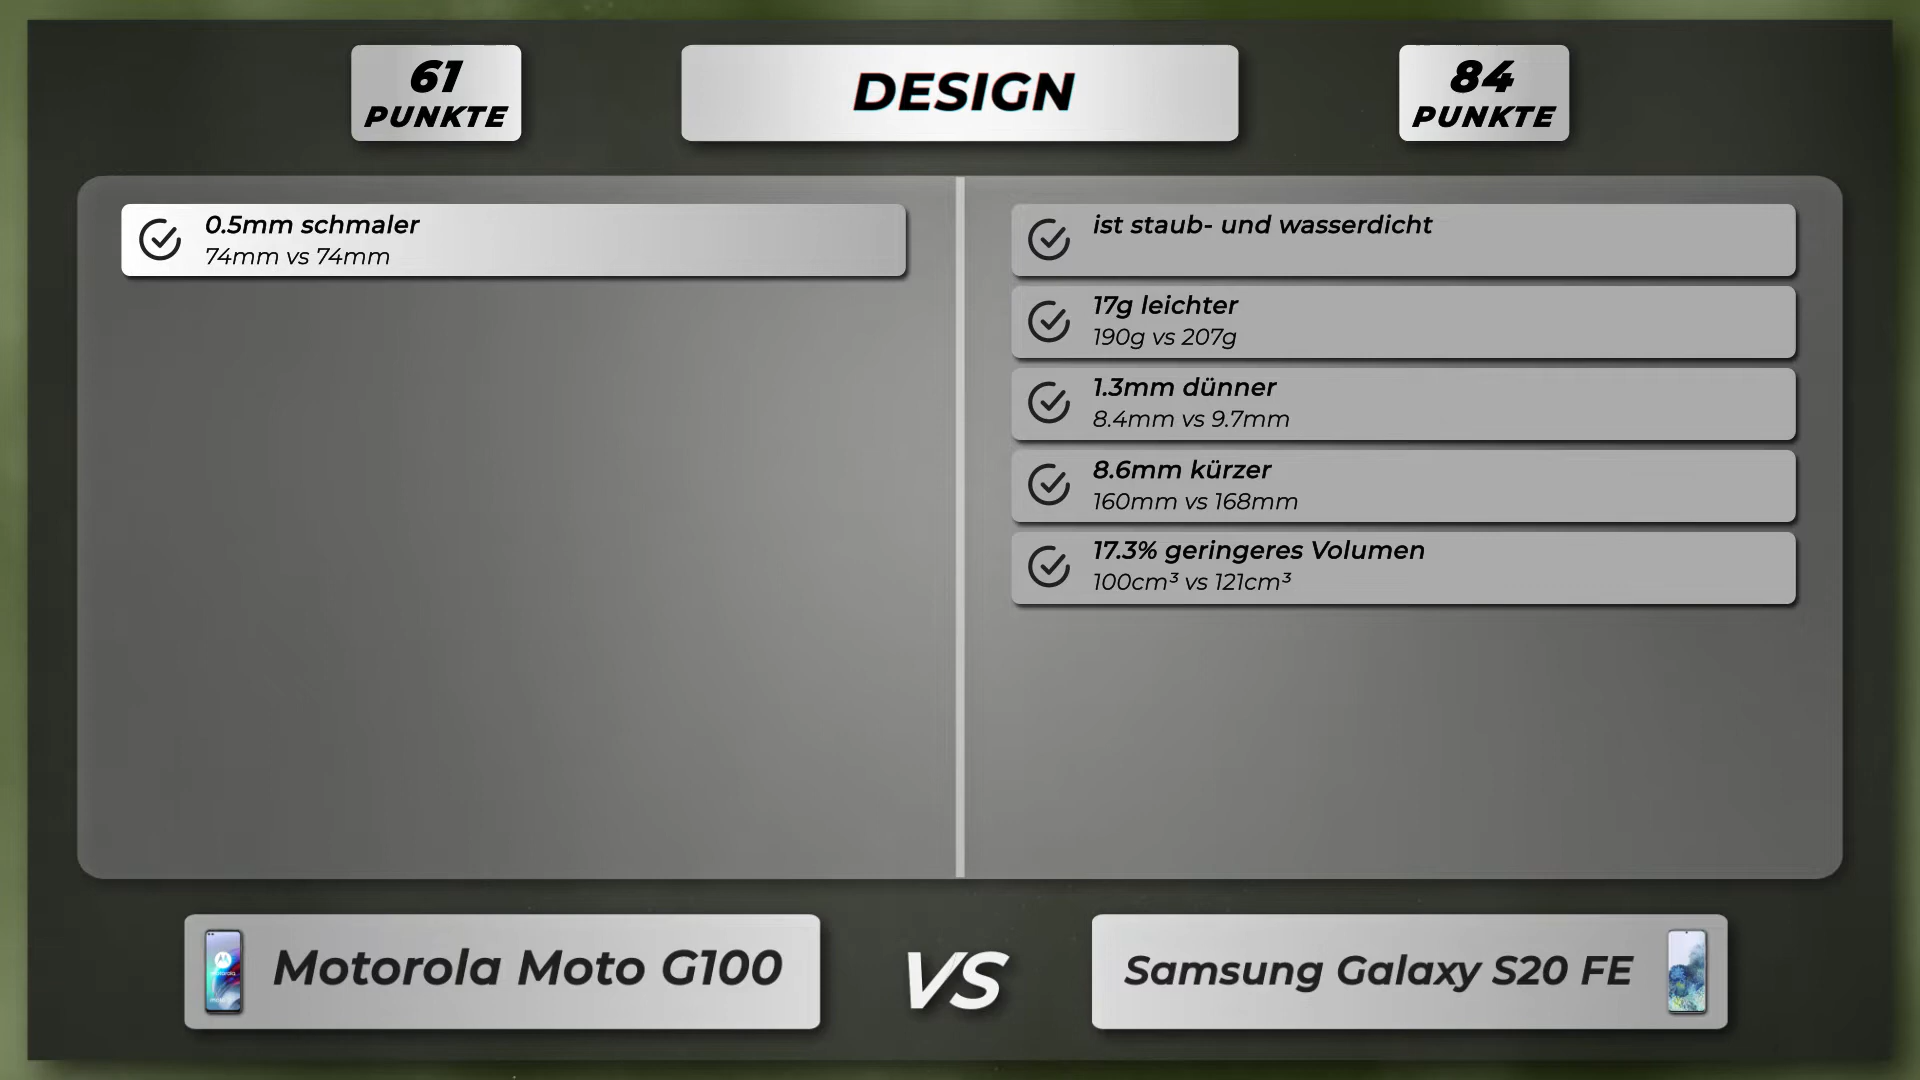 61
PUNKTE
DESIGN
84
PUNKTE
0.5mm schmaler
74mm vs 74mm
ist staub- und wasserdicht
17g leichter
190g vs 207g
1.3mm dünner
8.4mm vs 9.7mm
8.6mm kürzer
160mm vs 168mm
17.3% geringeres Volumen
100cm³ vs 121cm³
Motorola Moto G100
VS
Samsung Galaxy S20 FE